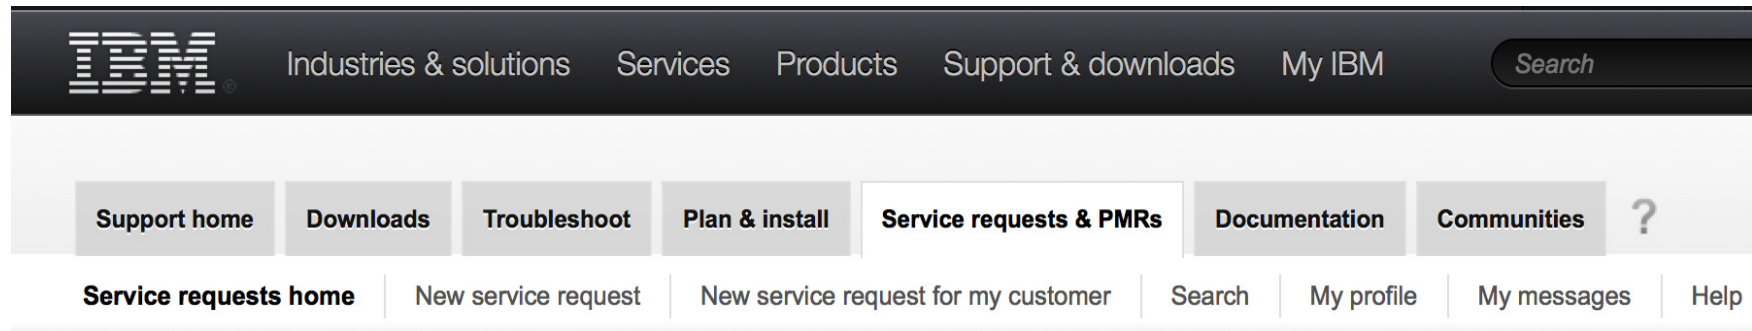 IBM® Industries & solutions Services Products Support & downloads My IBM Search
Support home Downloads Troubleshoot Plan & install Service requests & PMRs Documentation Communities ?
Service requests home New service request New service request for my customer Search My profile My messages Help